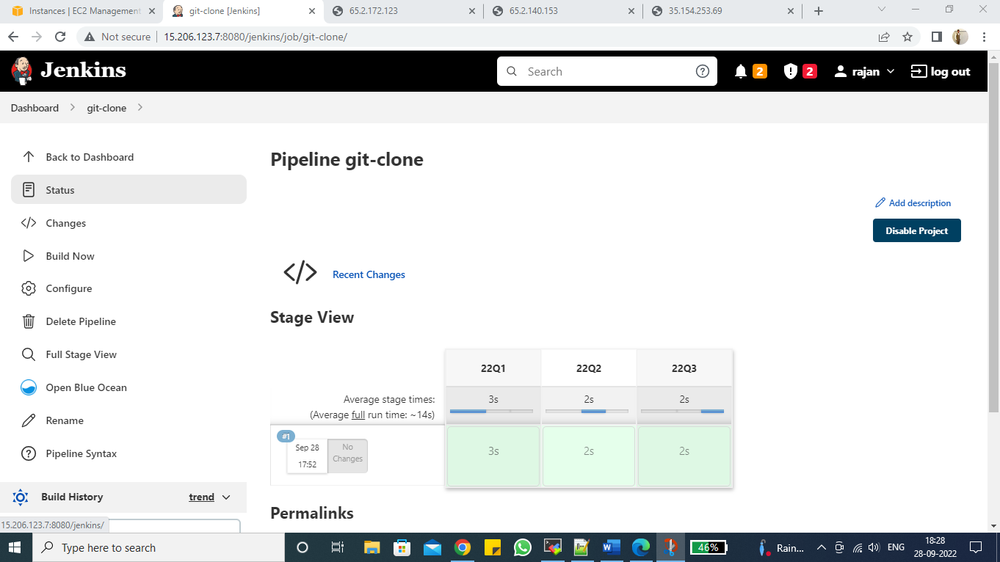 Instances | EC2 Management
git-clone [Jenkins]
65.2.172.123
65.2.140.153
35.154.253.69
Not secure
15.206.123.7:8080/jenkins/job/git-clone/
Jenkins
Search
2
2
rajan
log out
Dashboard
git-clone
Back to Dashboard
Status
Changes
Build Now
Configure
Delete Pipeline
Full Stage View
Open Blue Ocean
Rename
Pipeline Syntax
Build History
trend
15.206.123.7:8080/jenkins/
Pipeline git-clone
Add description
Disable Project
Recent Changes
Stage View
22Q1 22Q2 22Q3
Average stage times:
(Average full run time: ~14s)
3s 2s 2s
#1
Sep 28
17:52
No
Changes
3s 2s 2s
Permalinks
Type here to search
46%
Rain...
ENG
18:28
28-09-2022